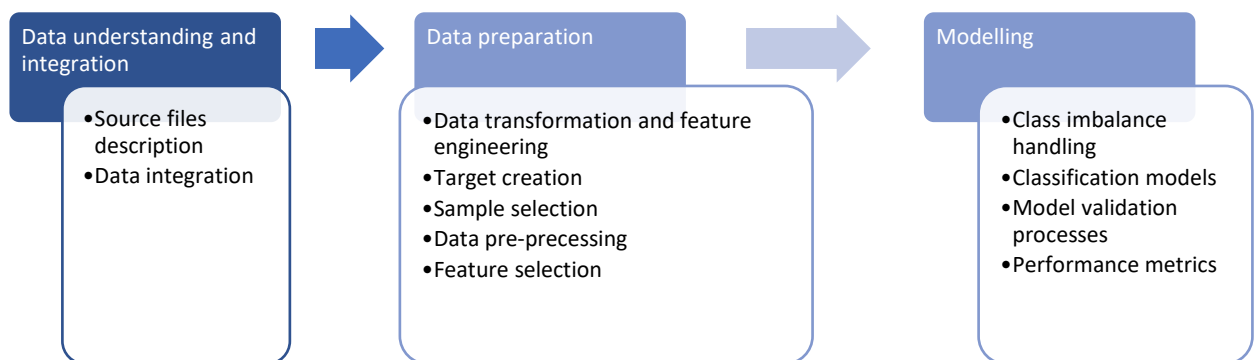 Data understanding and
integration
•Source files
description
•Data integration
Data preparation
•Data transformation and feature
engineering
•Target creation
•Sample selection
•Data pre-precessing
•Feature selection
Modelling
•Class imbalance
handling
•Classification models
•Model validation
processes
•Performance metrics